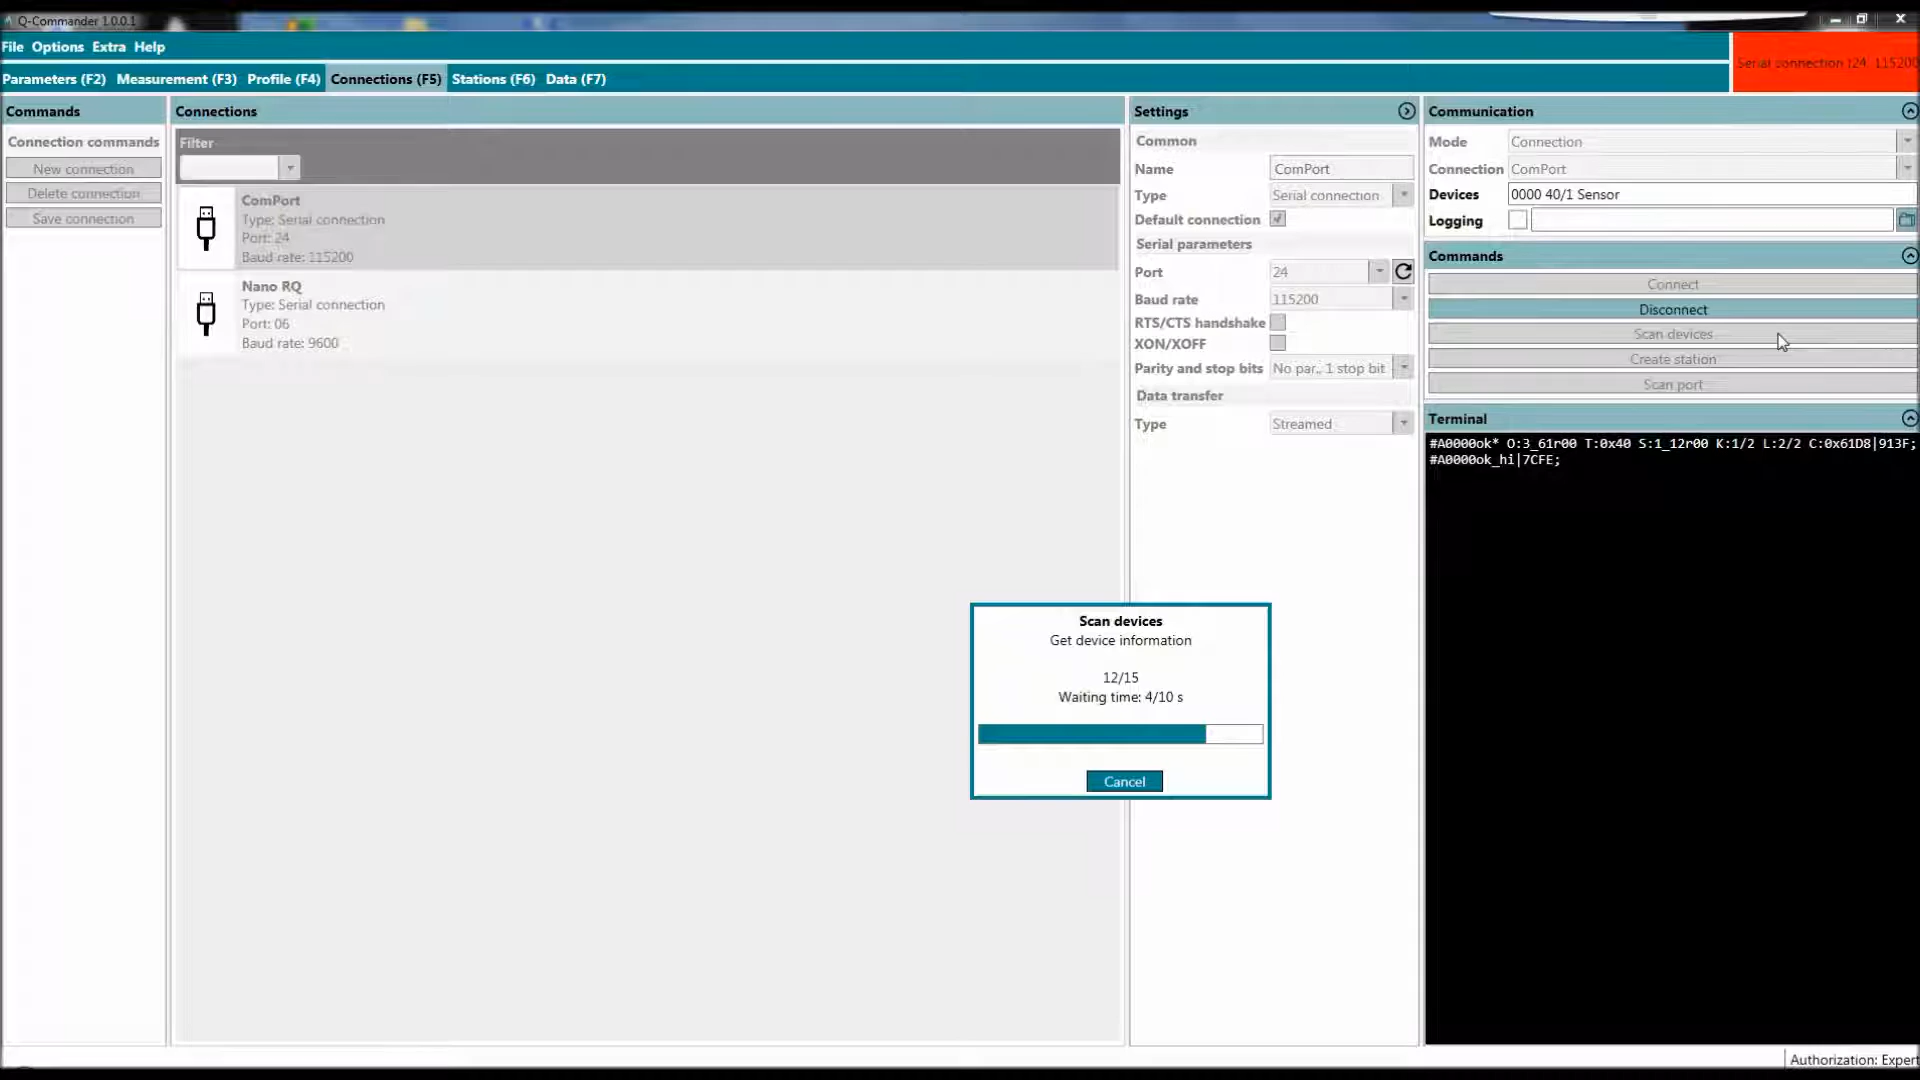 Q-Commander 1.0.0.1
File Options Extra Help
Serial connection (24, 115200
Parameters (F2) Measurement (F3) Profile (F4) Connections (F5) Stations (F6) Data (F7)
Commands
Connection commands
New connection
Delete connection
Save connection
Connections
Filter
ComPort
Type: Serial connection
Port: 24
Baud rate: 115200
Nano RQ
Type: Serial connection
Port: 06
Baud rate: 9600
Settings
Common
Name ComPort
Type Serial connection
Default connection
Serial parameters
Port 24
Baud rate 115200
RTS/CTS handshake
XON/XOFF
Parity and stop bits No par., 1 stop bit
Data transfer
Type Streamed
Communication
Mode Connection
Connection ComPort
Devices 0000 40/1 Sensor
Logging
Commands
Connect
Disconnect
Scan devices
Create station
Scan port
Terminal
#A0000ok* O:3_61r00 T:0x40 S:1_12r00 K:1/2 L:2/2 C:0x61D8|913F;
#A0000ok_hi|7CFE;
Scan devices
Get device information
12/15
Waiting time: 4/10 s
Cancel
Authorization: Expert